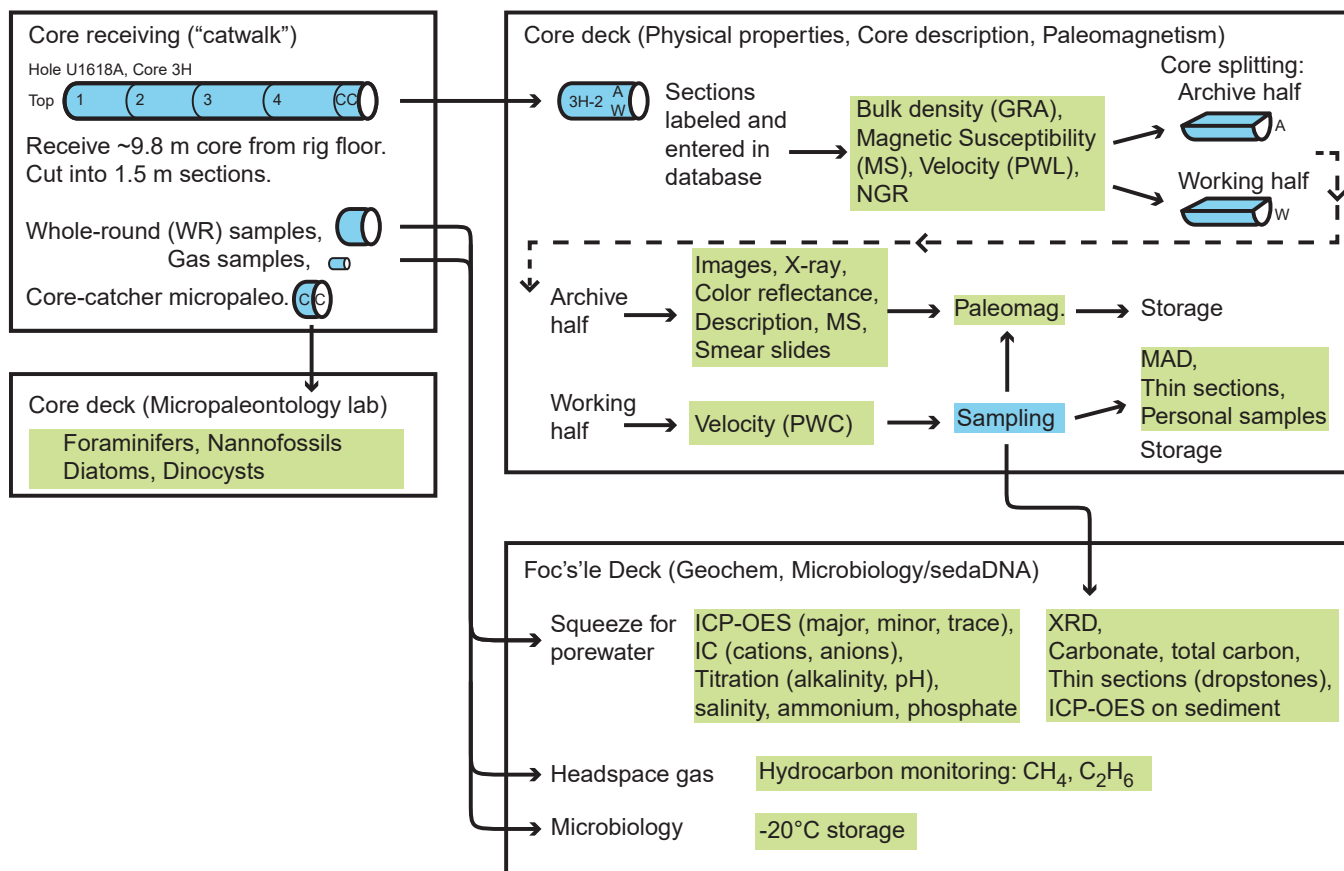 Core receiving (“catwalk”)
Hole U1618A, Core 3H
Top
1
2
3
4
CC
Receive ~9.8 m core from rig floor.
Cut into 1.5 m sections.
Whole-round (WR) samples,
Gas samples,
Core-catcher micropaleo.
C C
Core deck (Micropaleontology lab)
Foraminifers, Nannofossils
Diatoms, Dinocysts
Core deck (Physical properties, Core description, Paleomagnetism)
3H-2
A
W
Sections
labeled and
entered in
database
Bulk density (GRA),
Magnetic Susceptibility
(MS), Velocity (PWL),
NGR
Core splitting:
Archive half
A
Working half
W
Archive
half
Images, X-ray,
Color reflectance,
Description, MS,
Smear slides
Paleomag.
Storage
Working
half
Velocity (PWC)
Sampling
MAD,
Thin sections,
Personal samples
Storage
Foc's'le Deck (Geochem, Microbiology/sedaDNA)
Squeeze for
porewater
ICP-OES (major, minor, trace),
IC (cations, anions),
Titration (alkalinity, pH),
salinity, ammonium, phosphate
XRD,
Carbonate, total carbon,
Thin sections (dropstones),
ICP-OES on sediment
Headspace gas
Hydrocarbon monitoring: CH₄, C₂H₆
Microbiology
-20°C storage